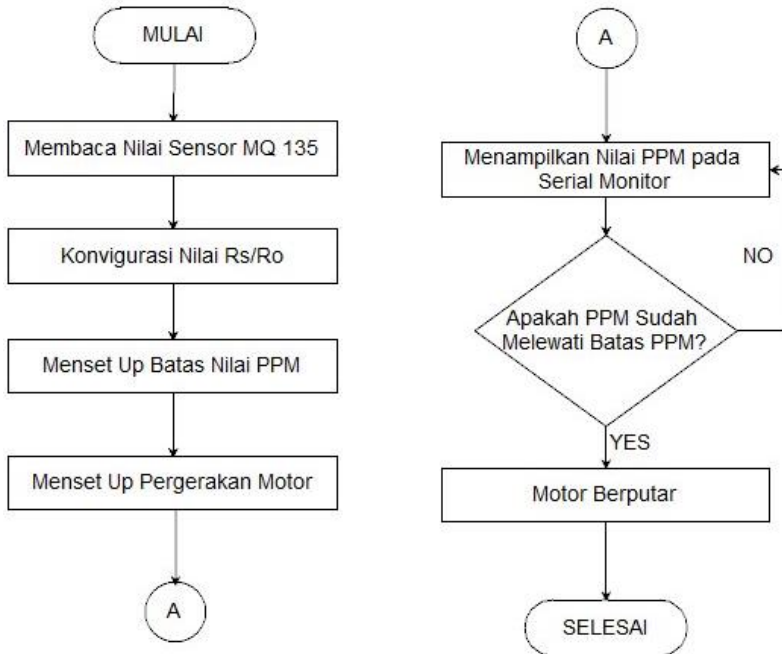 MULAI
Membaca Nilai Sensor MQ 135
Konvigurasi Nilai Rs/Ro
Menset Up Batas Nilai PPM
Menset Up Pergerakan Motor
A
A
Menampilkan Nilai PPM pada
Serial Monitor
NO
Apakah PPM Sudah
Melewati Batas PPM?
YES
Motor Berputar
SELESAI